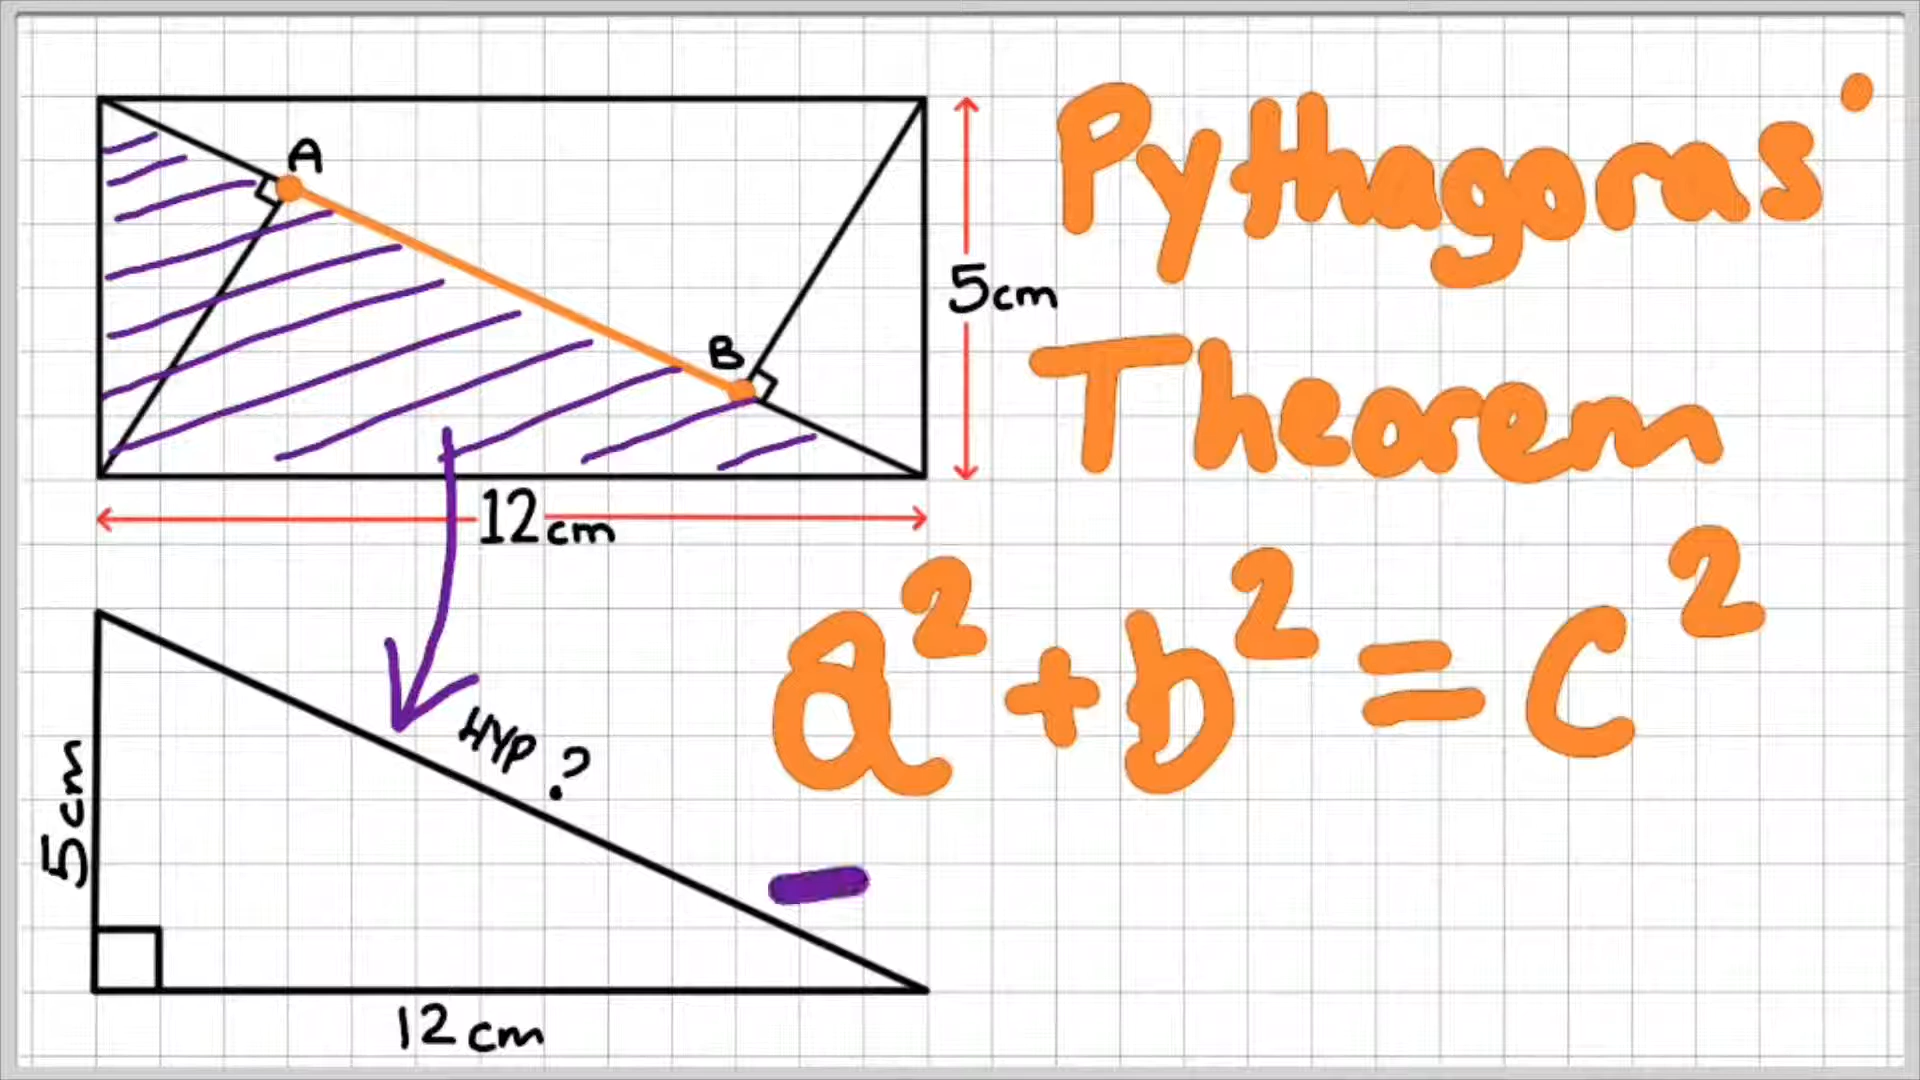 A
B
5cm
12cm
Pythagoras'
Theorem
a² + b² = c²
Hyp ?
5cm
12cm